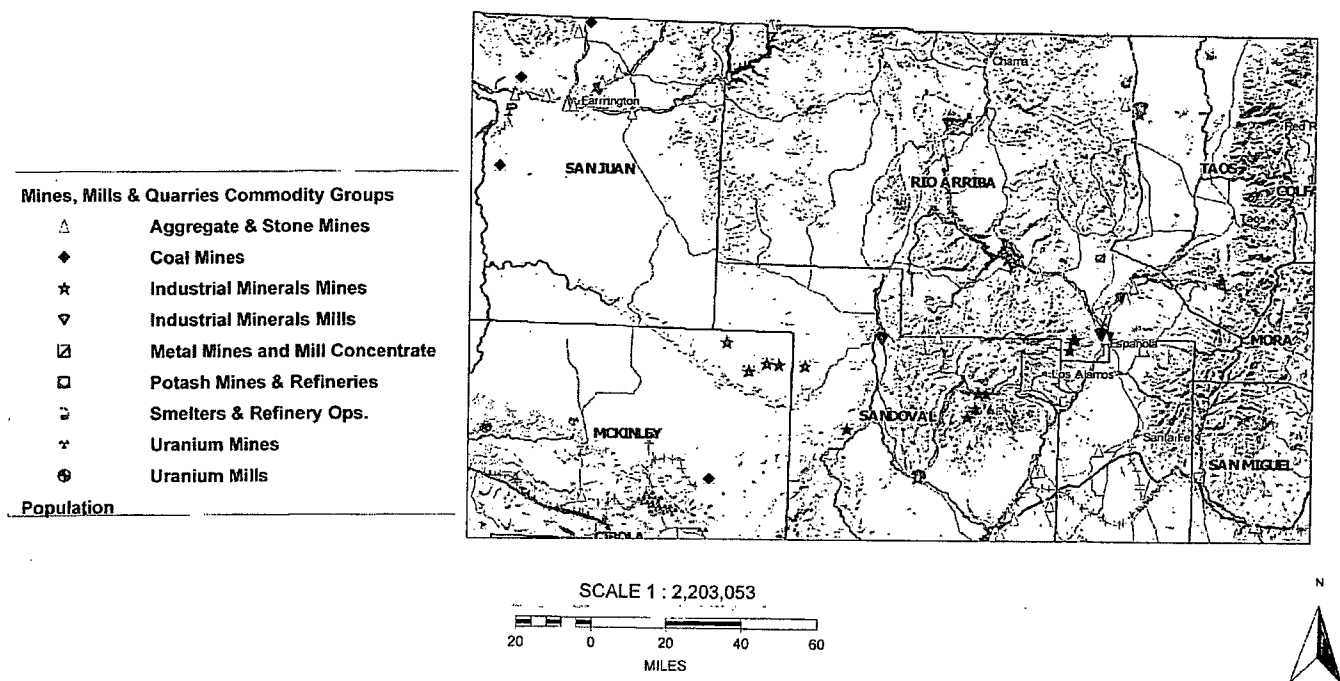 Mines, Mills & Quarries Commodity Groups
Aggregate & Stone Mines
Coal Mines
Industrial Minerals Mines
Industrial Minerals Mills
Metal Mines and Mill Concentrate
Potash Mines & Refineries
Smelters & Refinery Ops.
Uranium Mines
Uranium Mills
Population
Chama
Farmington
SAN JUAN
RIO ARRIBA
TAOS
Taos
Española
MORA
Los Alamos
SANDOVAL
MCKINLEY
Santa Fe
SAN MIGUEL
CIBOLA
SCALE 1 : 2,203,053
20 0 20 40 60
MILES
N